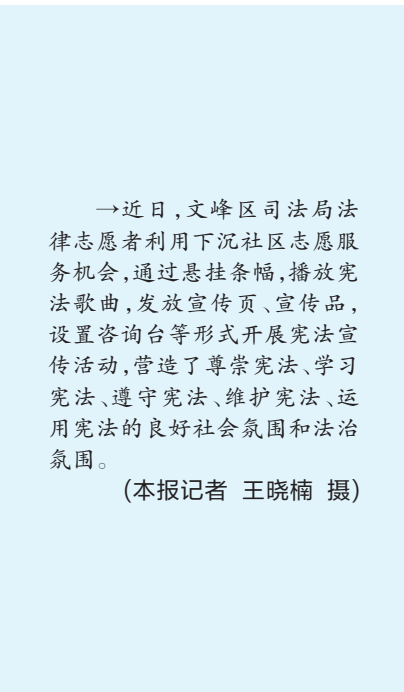 →近日,文峰区司法局法
律志愿者利用下沉社区志愿服
务机会,通过悬挂条幅,播放宪
法歌曲,发放宣传页、宣传品,
设置咨询台等形式开展宪法宣
传活动,营造了尊崇宪法、学习
宪法、遵守宪法、维护宪法、运
用宪法的良好社会氛围和法治
氛围。
(本报记者 王晓楠 摄)